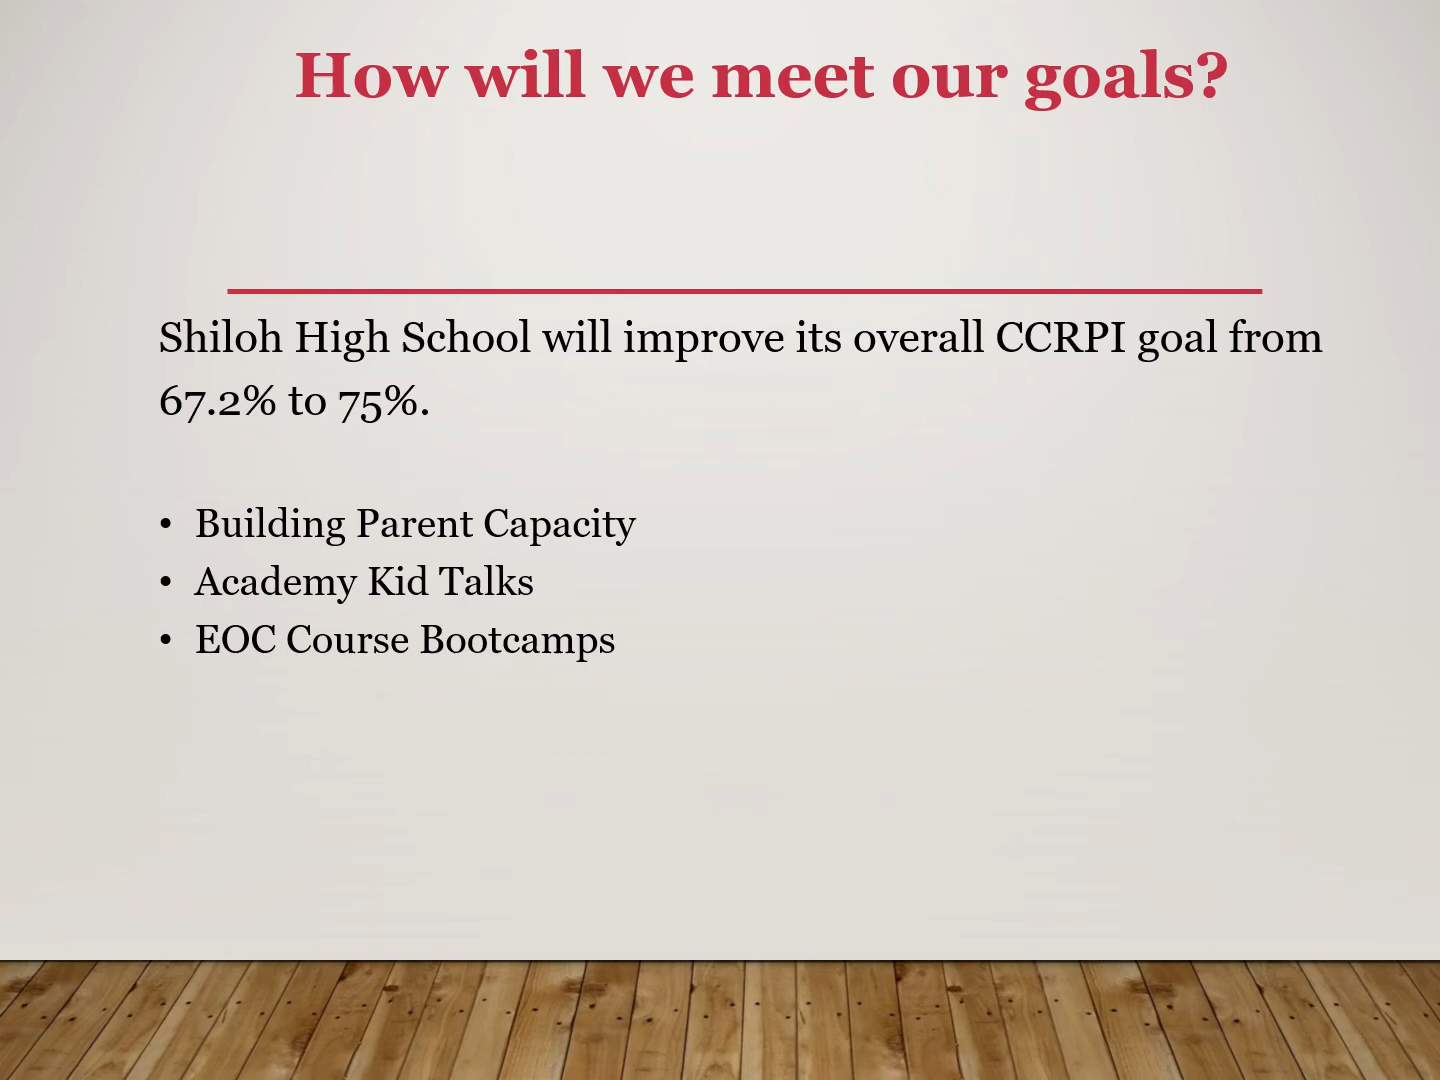 How will we meet our goals?
Shiloh High School will improve its overall CCRPI goal from
67.2% to 75%.
• Building Parent Capacity
• Academy Kid Talks
• EOC Course Bootcamps